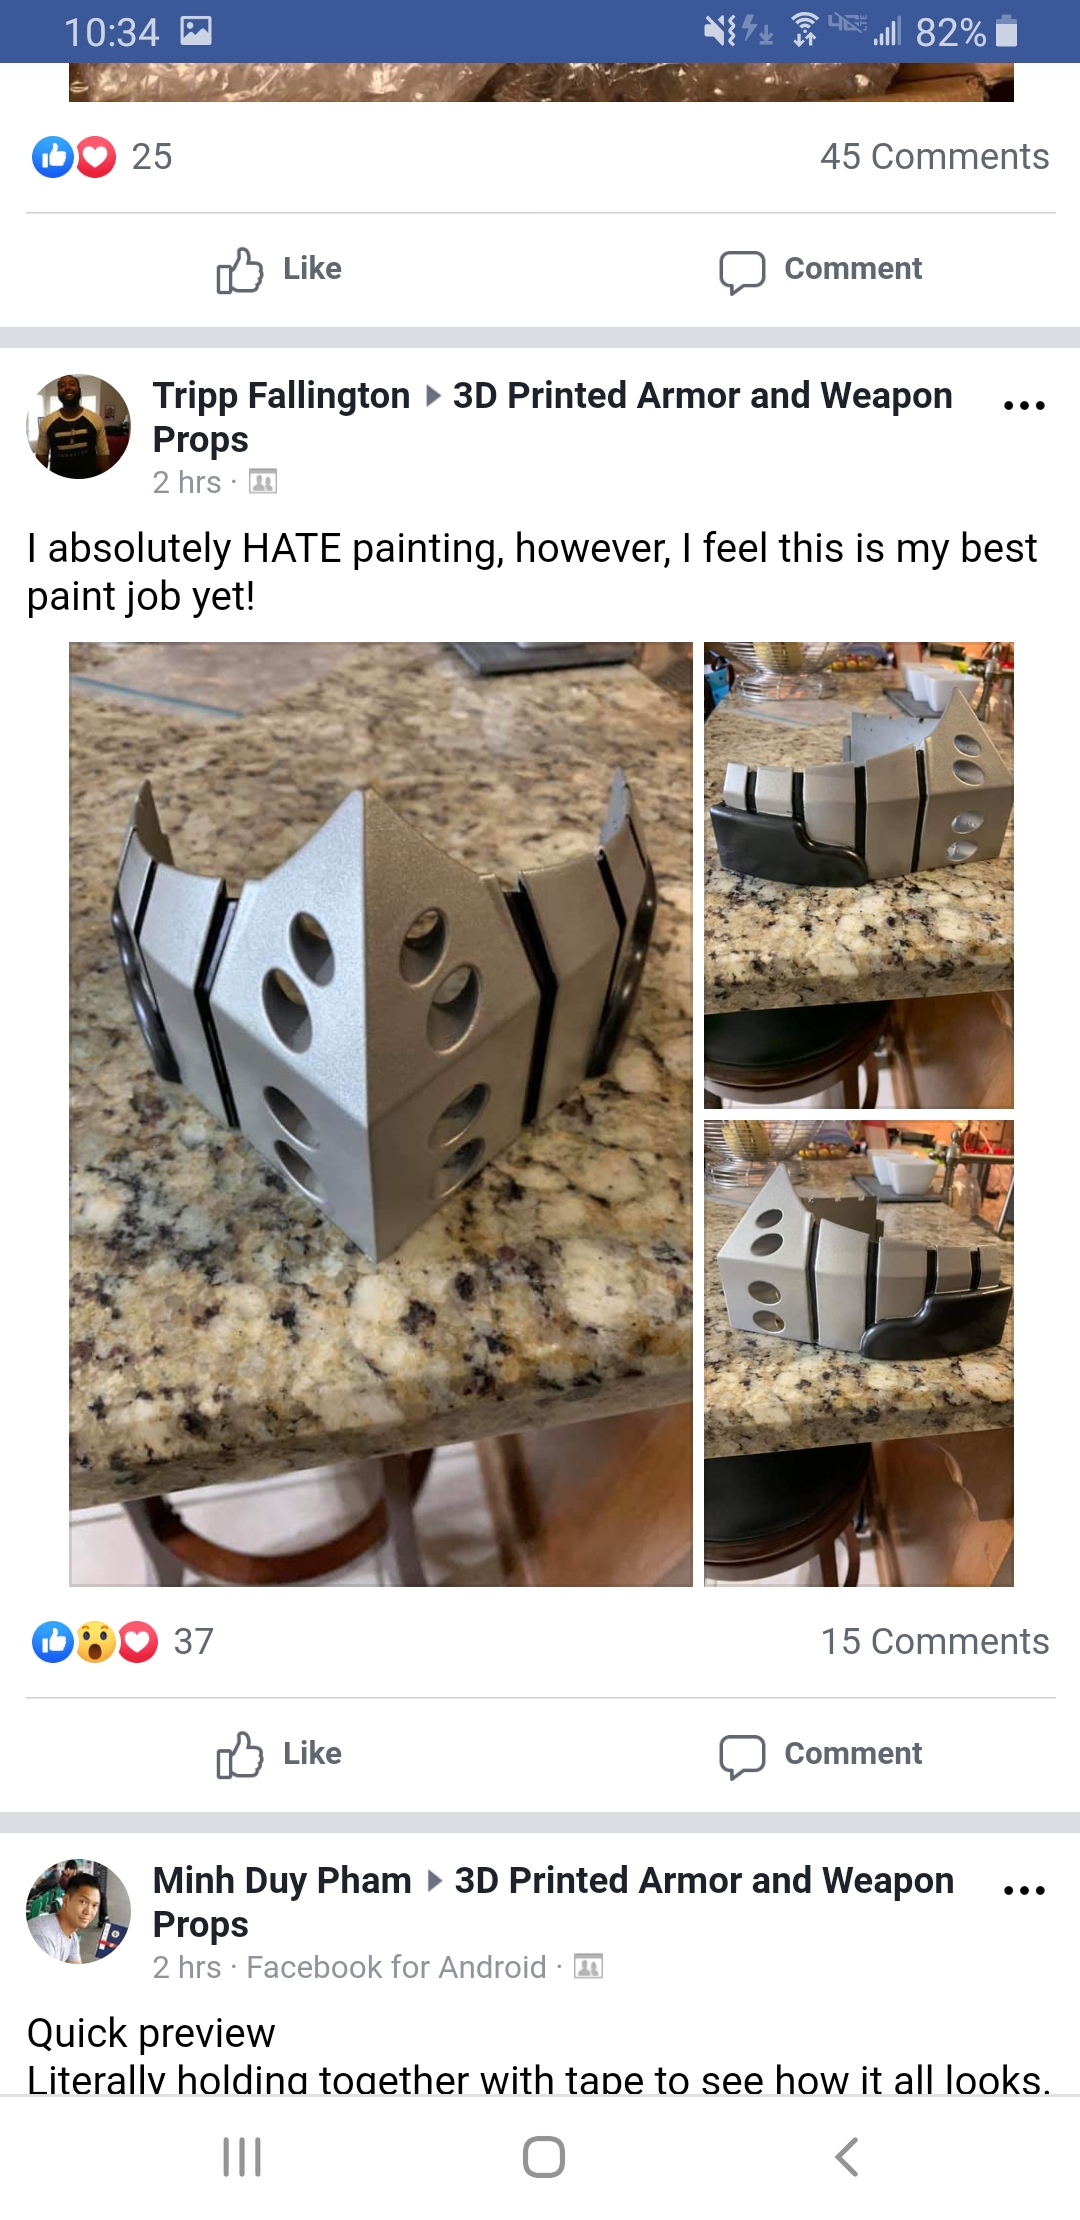 10:34
82%
25
45 Comments
Like
Comment
Tripp Fallington ▶ 3D Printed Armor and Weapon
Props
2 hrs ·
I absolutely HATE painting, however, I feel this is my best
paint job yet!
37
15 Comments
Like
Comment
Minh Duy Pham ▶ 3D Printed Armor and Weapon
Props
2 hrs · Facebook for Android ·
Quick preview
Literally holding together with tape to see how it all looks.